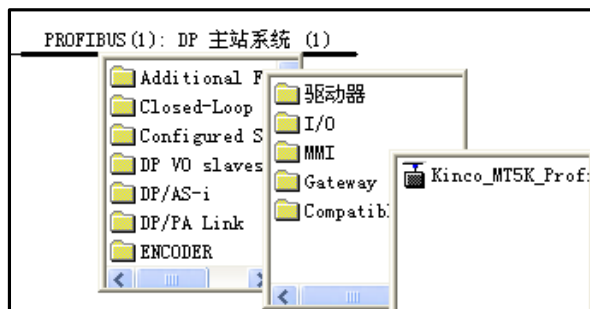 PROFIBUS(1): DP 主站系统 (1)
Additional F
Closed-Loop
Configured S
DP VO slaves
DP/AS-i
DP/PA Link
ENCODER
驱动器
I/O
MMI
Gateway
Compatibl
Kinco_MT5K_Prof